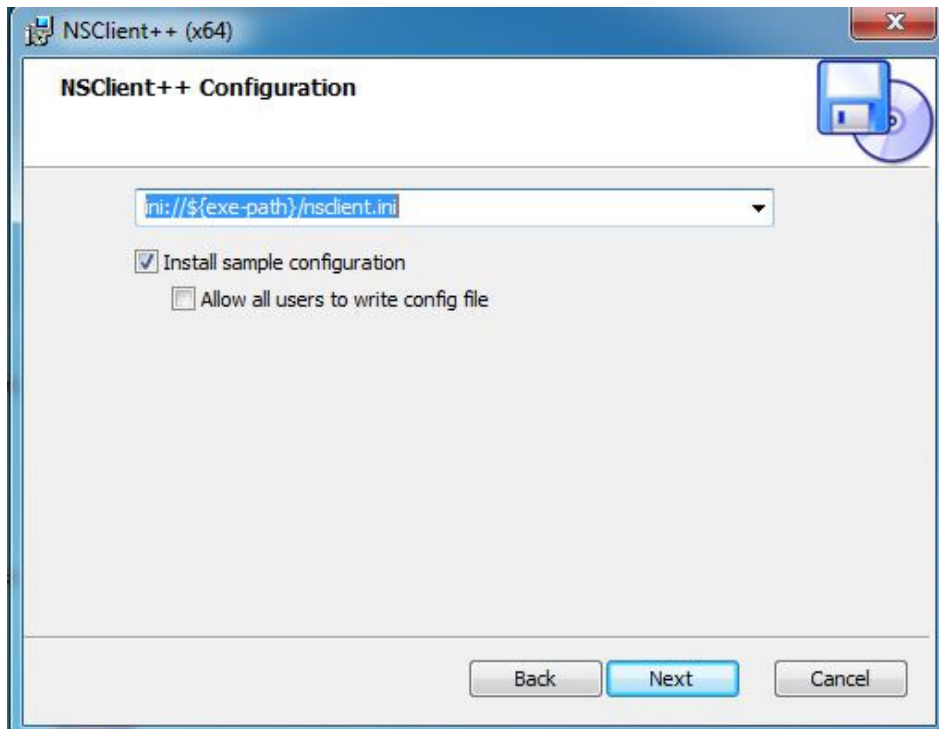 NSClient++ (x64)
NSClient++ Configuration
ini://${exe-path}/nsclient.ini
Install sample configuration
Allow all users to write config file
Back Next Cancel